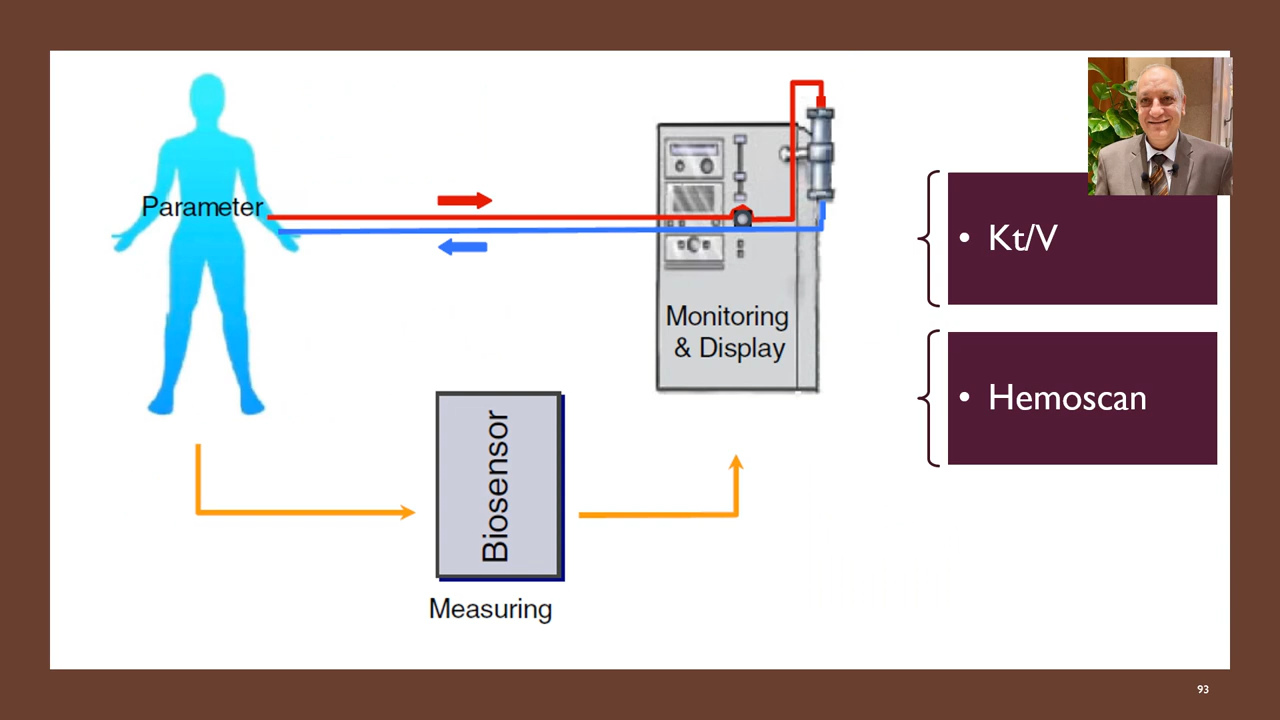 Parameter
Monitoring
& Display
Biosensor
Measuring
• Kt/V
• Hemoscan
93